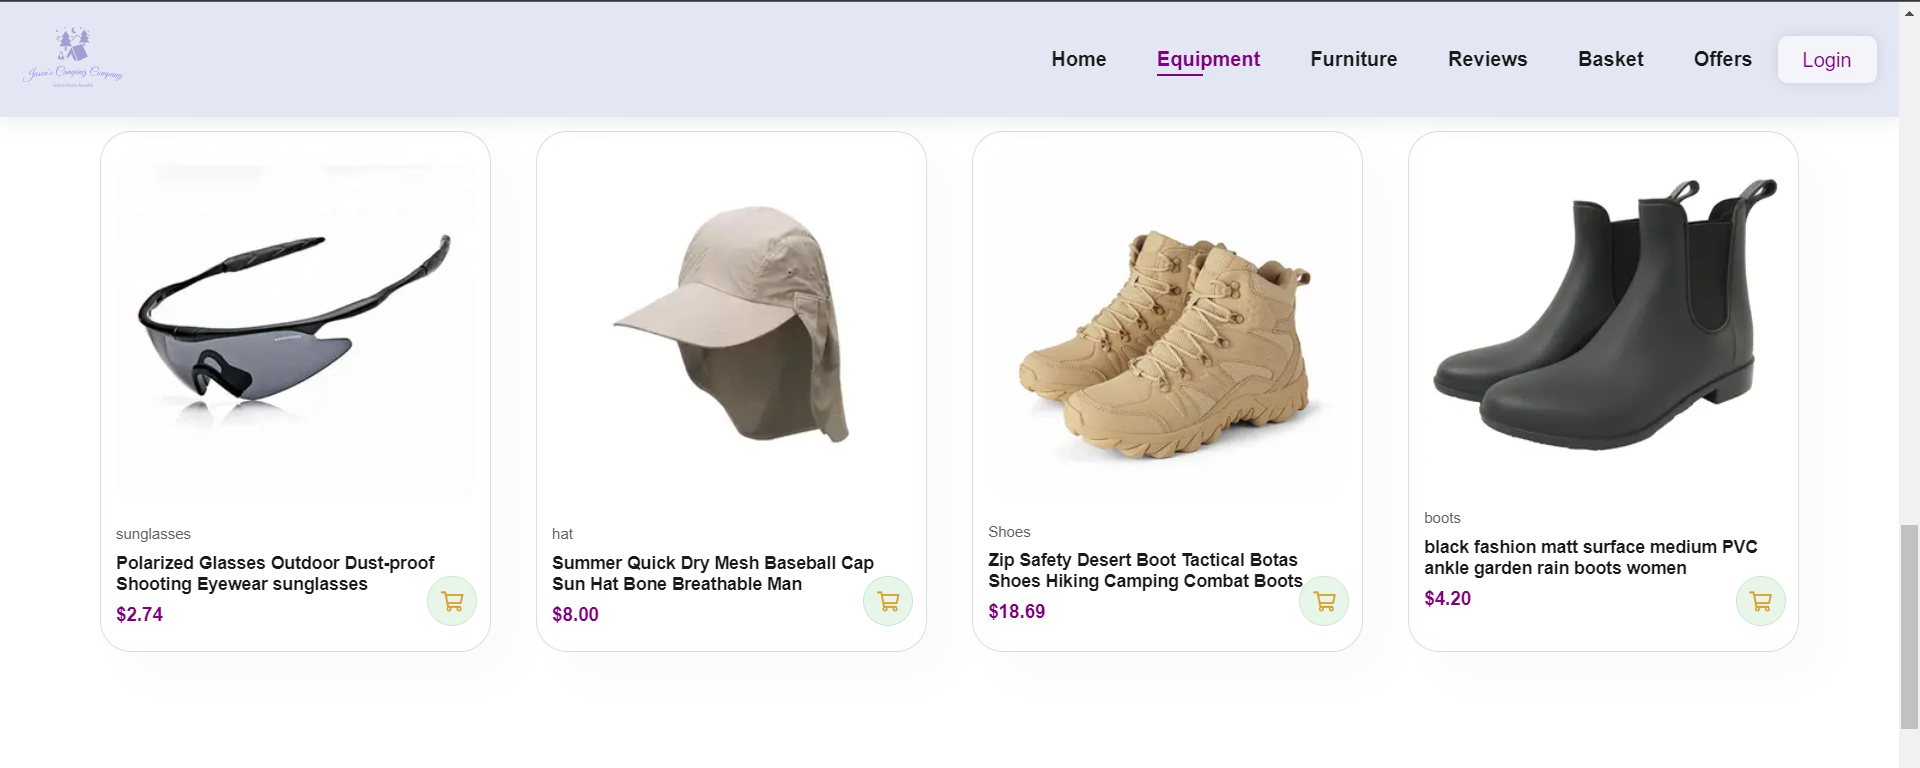 Jason's Camping Company
Home
Equipment
Furniture
Reviews
Basket
Offers
Login
sunglasses
Polarized Glasses Outdoor Dust-proof
Shooting Eyewear sunglasses
$2.74
hat
Summer Quick Dry Mesh Baseball Cap
Sun Hat Bone Breathable Man
$8.00
Shoes
Zip Safety Desert Boot Tactical Botas
Shoes Hiking Camping Combat Boots
$18.69
boots
black fashion matt surface medium PVC
ankle garden rain boots women
$4.20